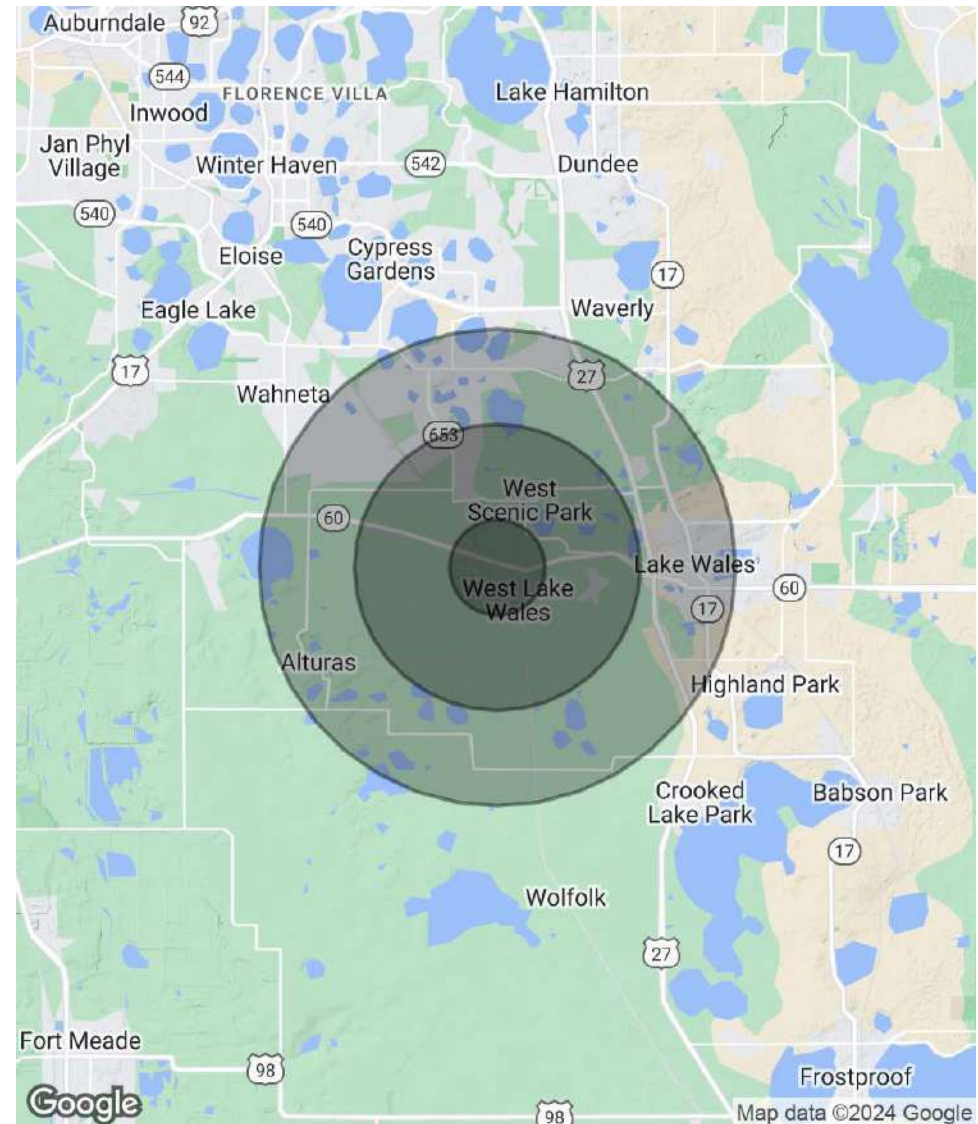 Auburndale
92
544
FLORENCE VILLA
Lake Hamilton
Inwood
Jan Phyl
Village
Winter Haven
542
Dundee
540
540
Eloise
Cypress
Gardens
17
Eagle Lake
Waverly
17
27
Wahneta
653
West
Scenic Park
60
Lake Wales
West Lake
Wales
60
17
Alturas
Highland Park
Crooked
Lake Park
Babson Park
17
Wolfolk
27
Fort Meade
98
Frostproof
Google
98
Map data ©2024 Google